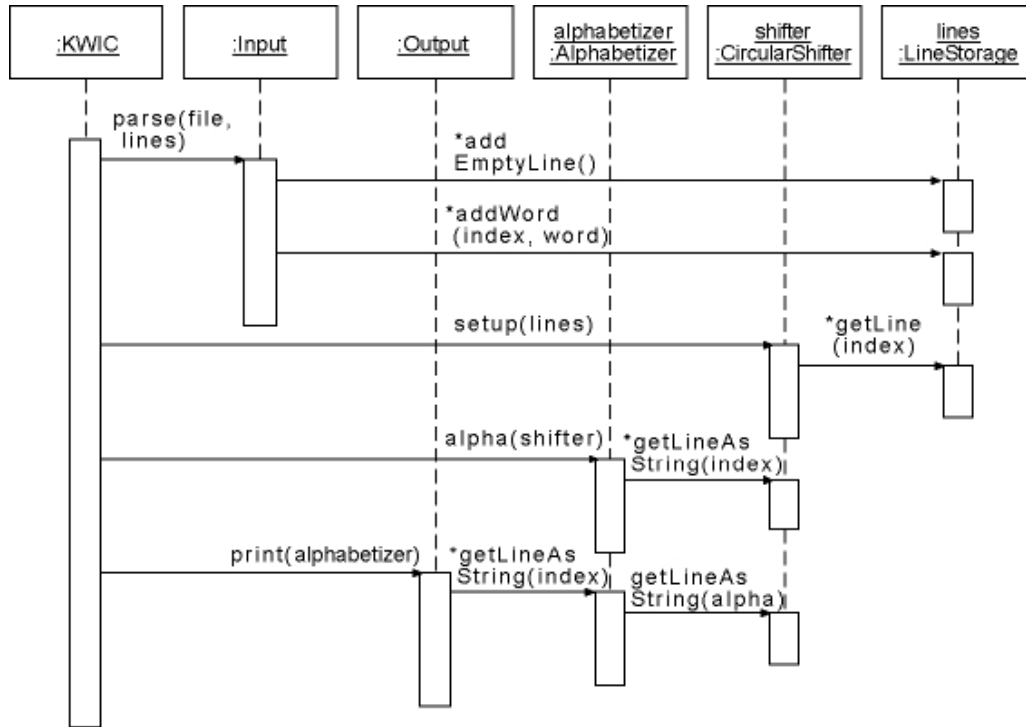 :KWIC
:Input
:Output
alphabetizer
:Alphabetizer
shifter
:CircularShifter
lines
:LineStorage
parse(file,
lines)
*add
EmptyLine()
*addWord
(index, word)
setup(lines)
*getLine
(index)
alpha(shifter)
*getLineAs
String(index)
print(alphabetizer)
*getLineAs
String(index)
getLineAs
String(alpha)